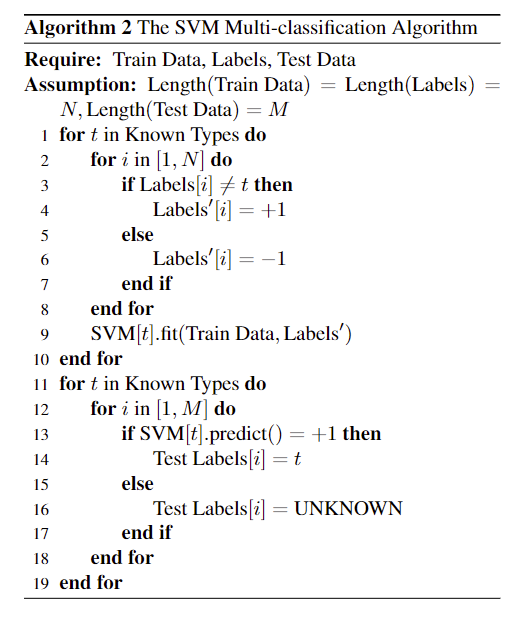 Algorithm 2 The SVM Multi-classification Algorithm
Require: Train Data, Labels, Test Data
Assumption: Length(Train Data) = Length(Labels) =
N, Length(Test Data) = M
1 for t in Known Types do
2 for i in [1, N] do
3 if Labels[i] ≠ t then
4 Labels′[i] = +1
5 else
6 Labels′[i] = −1
7 end if
8 end for
9 SVM[t].fit(Train Data, Labels′)
10 end for
11 for t in Known Types do
12 for i in [1, M] do
13 if SVM[t].predict() = +1 then
14 Test Labels[i] = t
15 else
16 Test Labels[i] = UNKNOWN
17 end if
18 end for
19 end for